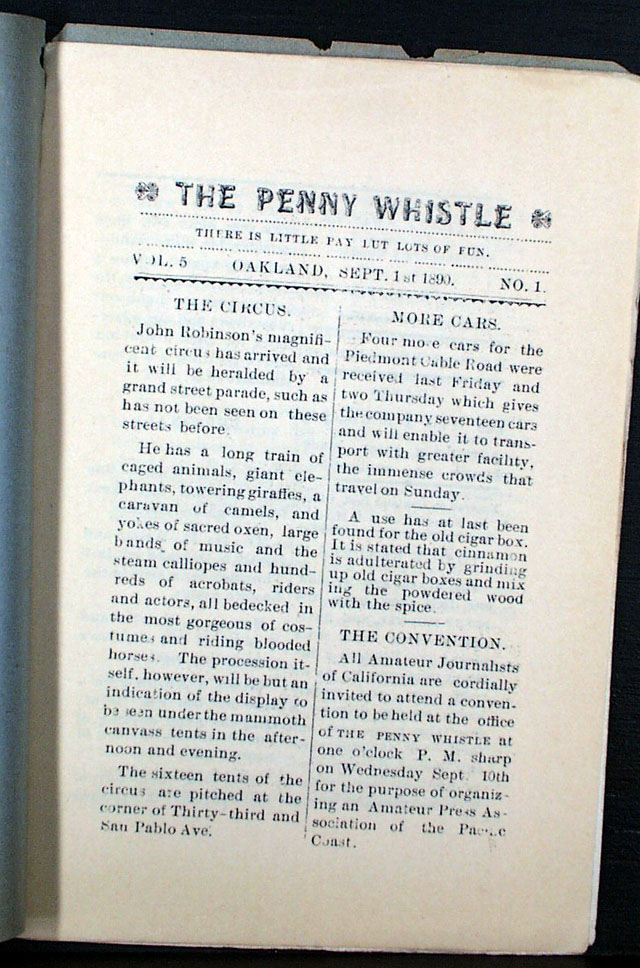 THE PENNY WHISTLE
THERE IS LITTLE PAY BUT LOTS OF FUN.
VOL. 5 OAKLAND, SEPT. 1st 1890. NO. 1.
THE CIRCUS.
John Robinson's magnifi-
cent circus has arrived and
it will be heralded by a
grand street parade, such as
has not been seen on these
streets before.
He has a long train of
caged animals, giant ele-
phants, towering giraffes, a
caravan of camels, and
yokes of sacred oxen, large
bands of music and the
steam calliopes and hund-
reds of acrobats, riders
and actors, all bedecked in
the most gorgeous of cos-
tumes and riding blooded
horses. The procession it-
self, however, will be but an
indication of the display to
be seen under the mammoth
canvass tents in the after-
noon and evening.
The sixteen tents of the
circus are pitched at the
corner of Thirty-third and
San Pablo Ave.
MORE CARS.
Four more cars for the
Piedmont Cable Road were
received last Friday and
two Thursday which gives
the company seventeen cars
and will enable it to trans-
port with greater facility,
the immense crowds that
travel on Sunday.
A use has at last been
found for the old cigar box.
It is stated that cinnamon
is adulterated by grinding
up old cigar boxes and mix
ing the powdered wood
with the spice.
THE CONVENTION.
All Amateur Journalists
of California are cordially
invited to attend a conven-
tion to be held at the office
of THE PENNY WHISTLE at
one o'clock P. M. sharp
on Wednesday Sept. 10th
for the purpose of organiz-
ing an Amateur Press As-
sociation of the Pacific
Coast.